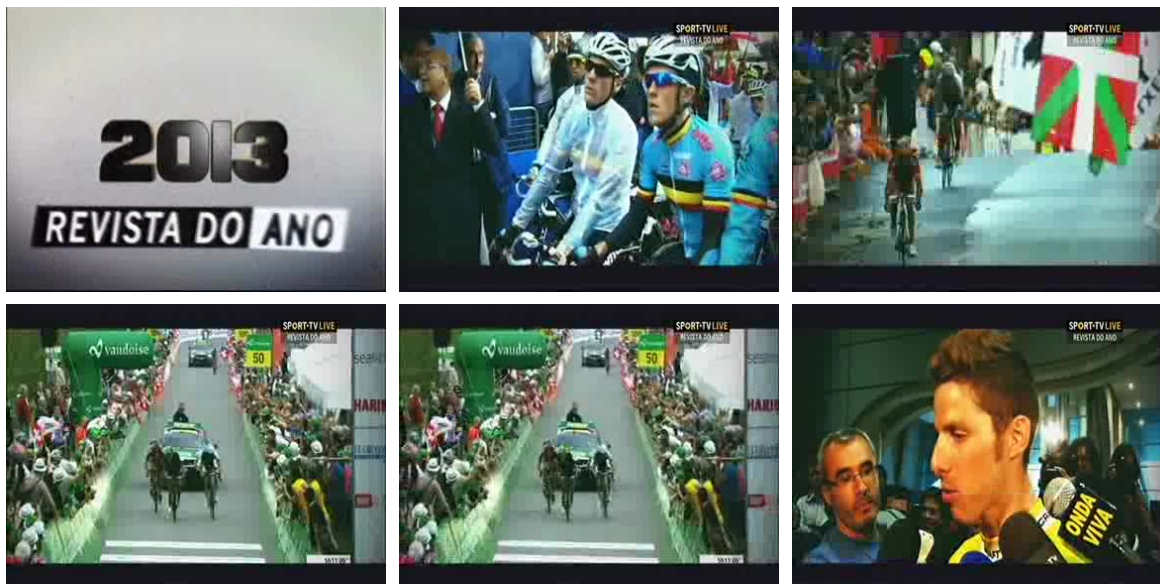 2013
REVISTA DO ANO
SPORT•TV LIVE
REVISTA DO ANO
SPORT•TV LIVE
REVISTA DO ANO
SPORT•TV LIVE
REVISTA DO ANO
vaudoise
50
HARI
SPORT•TV LIVE
REVISTA DO ANO
vaudoise
50
HARI
SPORT•TV LIVE
REVISTA DO ANO
ONDA
VIVA